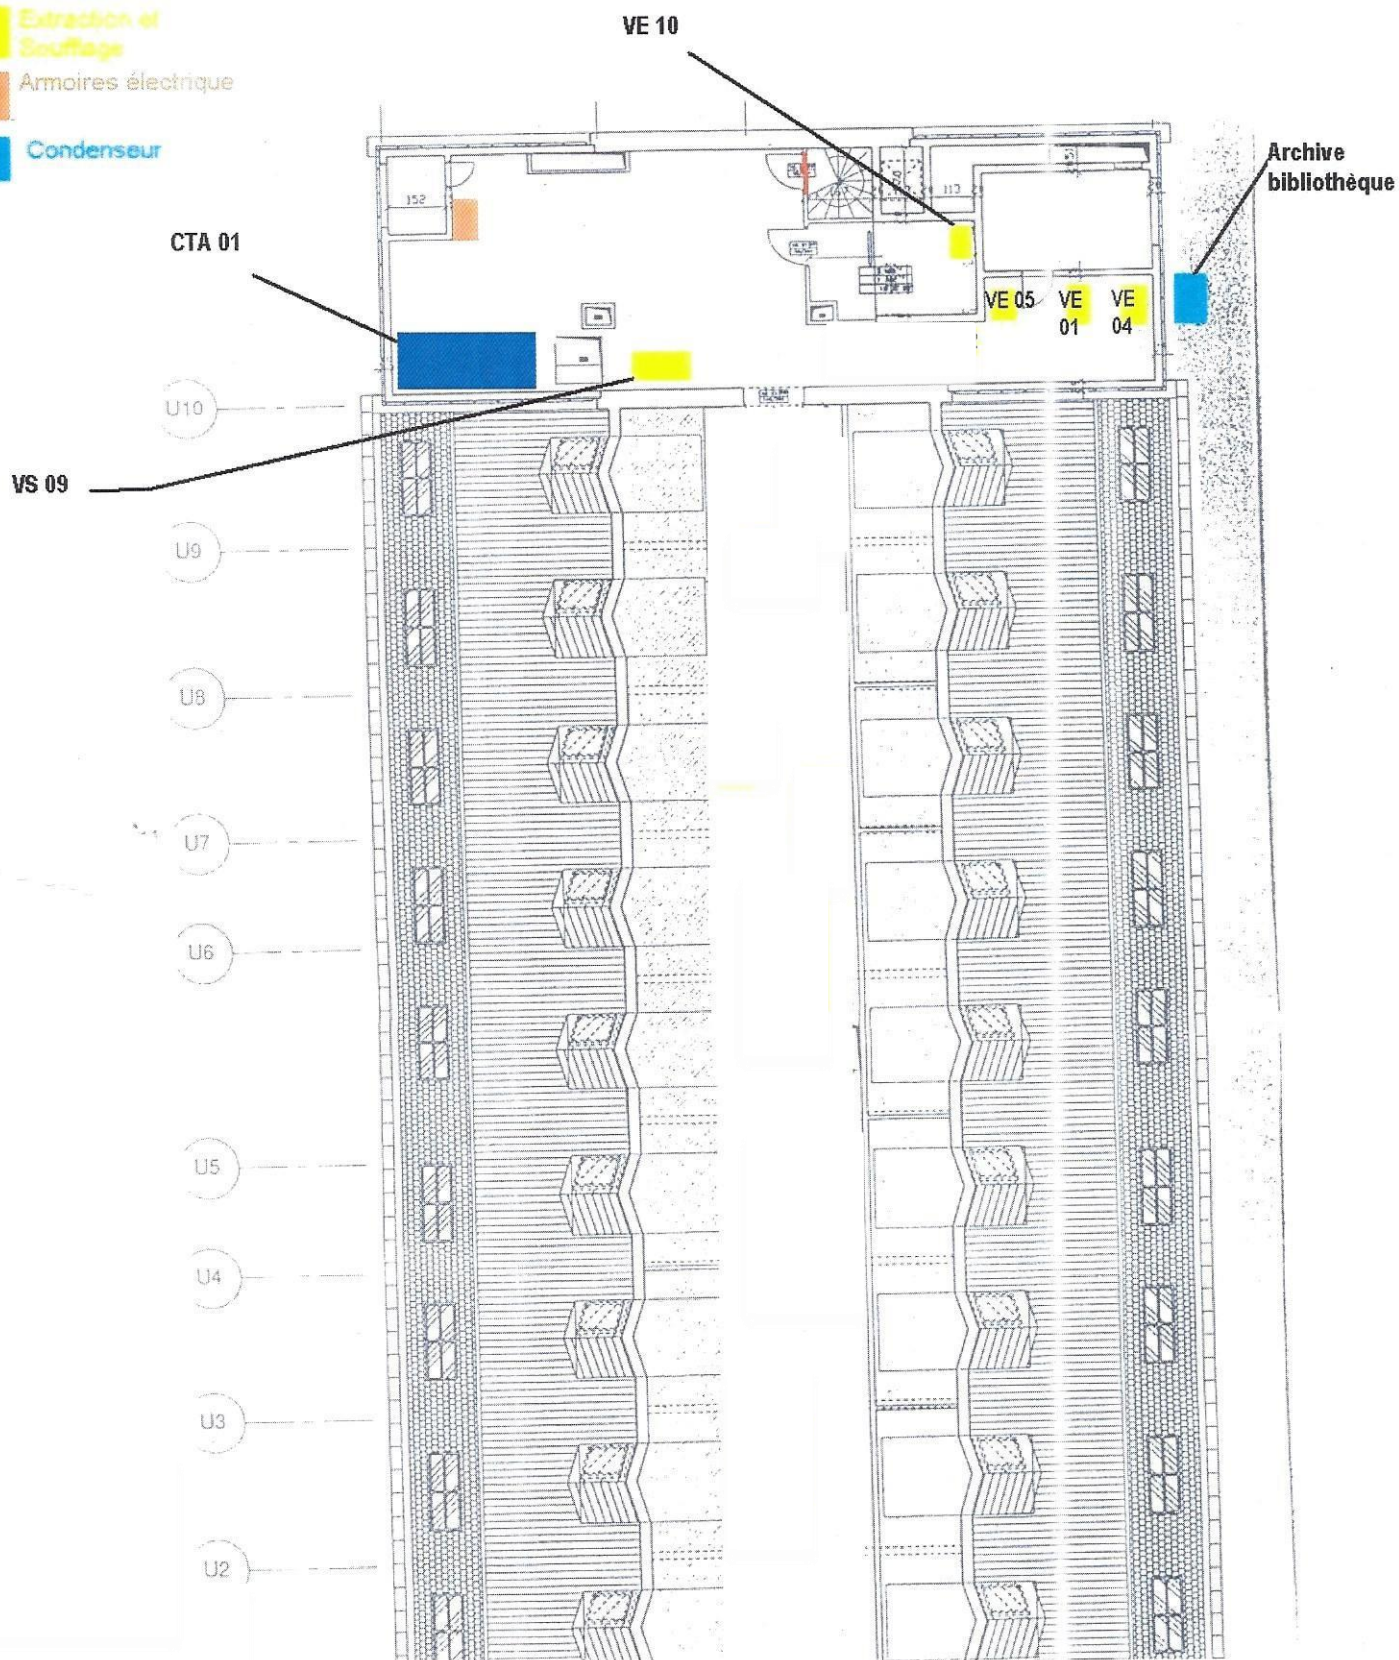 Extraction et
Soufflage
Armoires électrique
Condenseur
VE 10
Archive
bibliothèque
152
113
CTA 01
VE 05
VE
01
VE
04
U10
VS 09
U9
U8
U7
U6
U5
U4
U3
U2